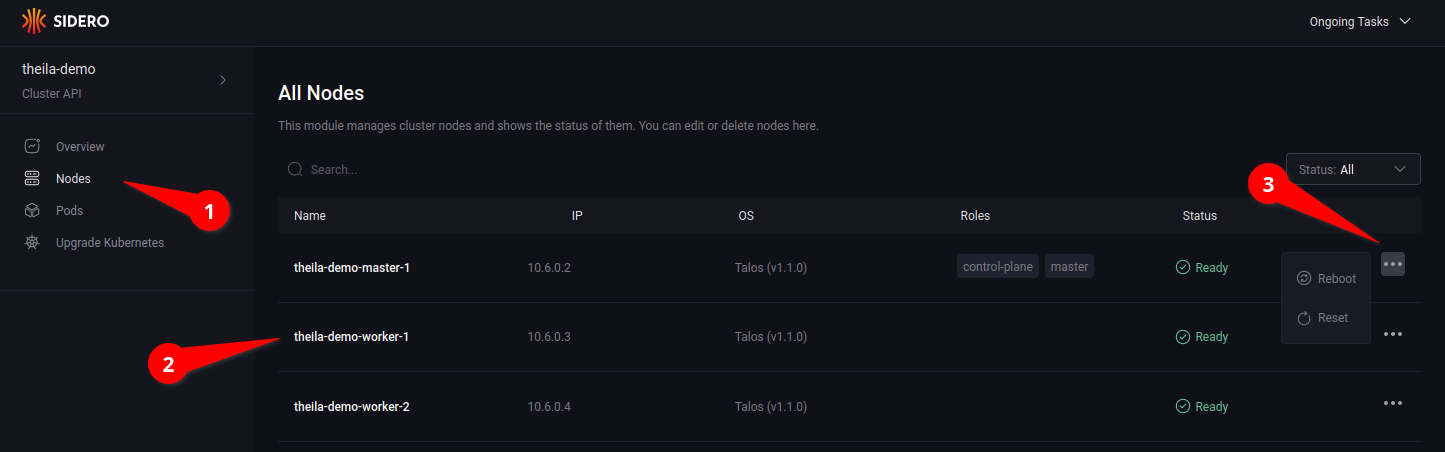 SIDERO
Ongoing Tasks
theila-demo
Cluster API
Overview
Nodes
Pods
Upgrade Kubernetes
1
All Nodes
This module manages cluster nodes and shows the status of them. You can edit or delete nodes here.
Search...
Status: All
3
Name IP OS Roles Status
theila-demo-master-1 10.6.0.2 Talos (v1.1.0) control-plane master Ready
Reboot
Reset
theila-demo-worker-1 10.6.0.3 Talos (v1.1.0) Ready
2
theila-demo-worker-2 10.6.0.4 Talos (v1.1.0) Ready